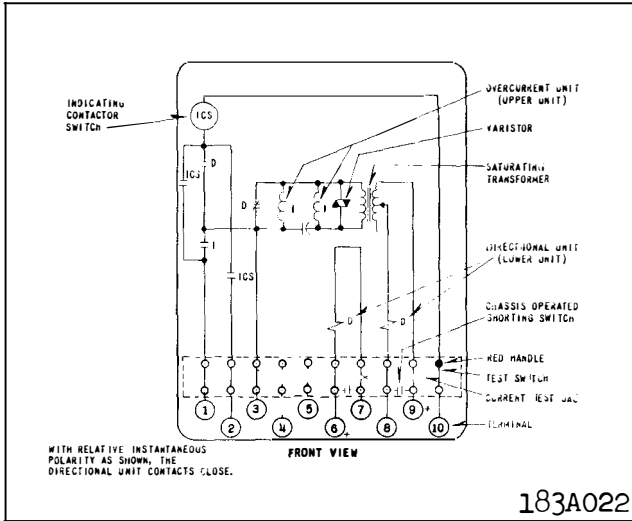 INDICATING
CONTACTOR
SWITCH
ICS
D
ICS
I
ICS
D
I
I
OVERCURRENT UNIT
(UPPER UNIT)
VARISTOR
SATURATING
TRANSFORMER
DIRECTIONAL UNIT
(LOWER UNIT)
D
D
CHASSIS OPERATED
SHORTING SWITCH
RED HANDLE
TEST SWITCH
CURRENT TEST JACK
TERMINAL
1
2
3
4
5
6
+
7
8
9
+
10
WITH RELATIVE INSTANTANEOUS
POLARITY AS SHOWN, THE
DIRECTIONAL UNIT CONTACTS CLOSE.
FRONT VIEW
183A022